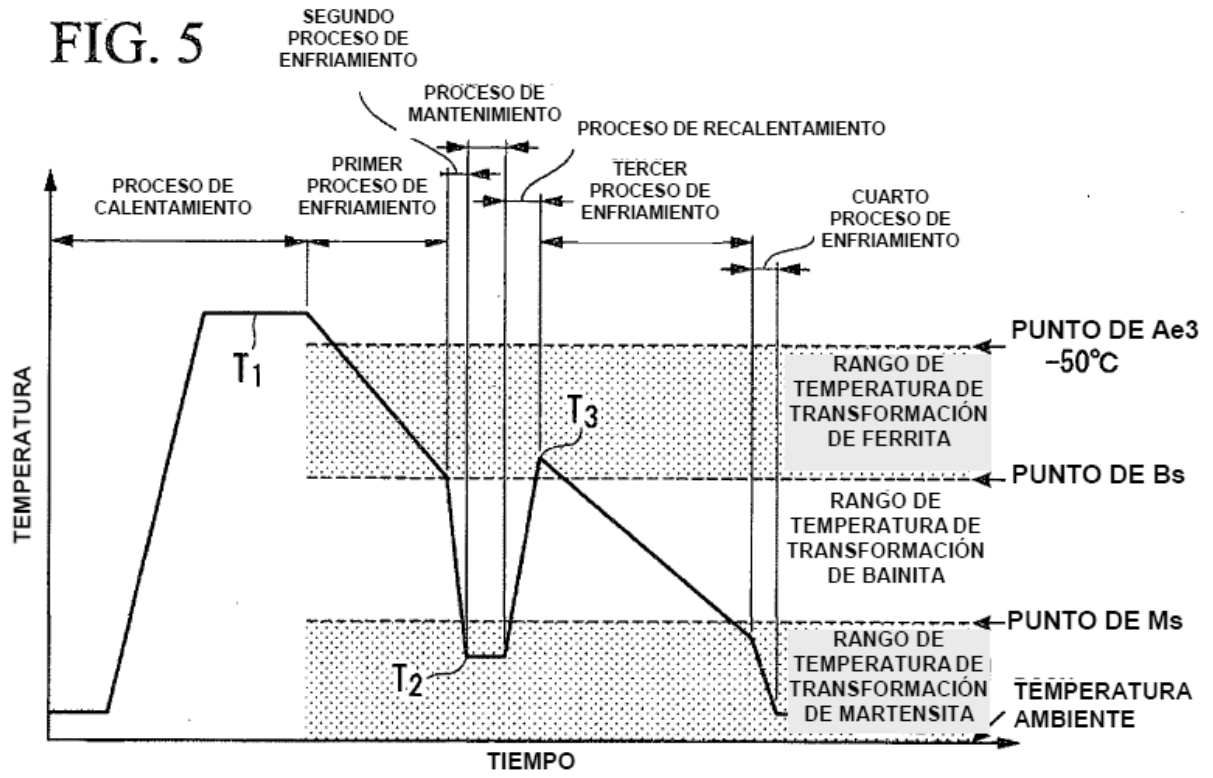 FIG. 5
SEGUNDO
PROCESO DE
ENFRIAMIENTO
PROCESO DE
MANTENIMIENTO
PROCESO DE RECALENTAMIENTO
PROCESO DE
CALENTAMIENTO
PRIMER
PROCESO DE
ENFRIAMIENTO
TERCER
PROCESO DE
ENFRIAMIENTO
CUARTO
PROCESO DE
ENFRIAMIENTO
TEMPERATURA
T1
T2
T3
PUNTO DE Ae3
-50°C
RANGO DE
TEMPERATURA DE
TRANSFORMACIÓN
DE FERRITA
PUNTO DE Bs
RANGO DE
TEMPERATURA DE
TRANSFORMACIÓN
DE BAINITA
PUNTO DE Ms
RANGO DE
TEMPERATURA DE
TRANSFORMACIÓN
DE MARTENSITA
TEMPERATURA
AMBIENTE
TIEMPO